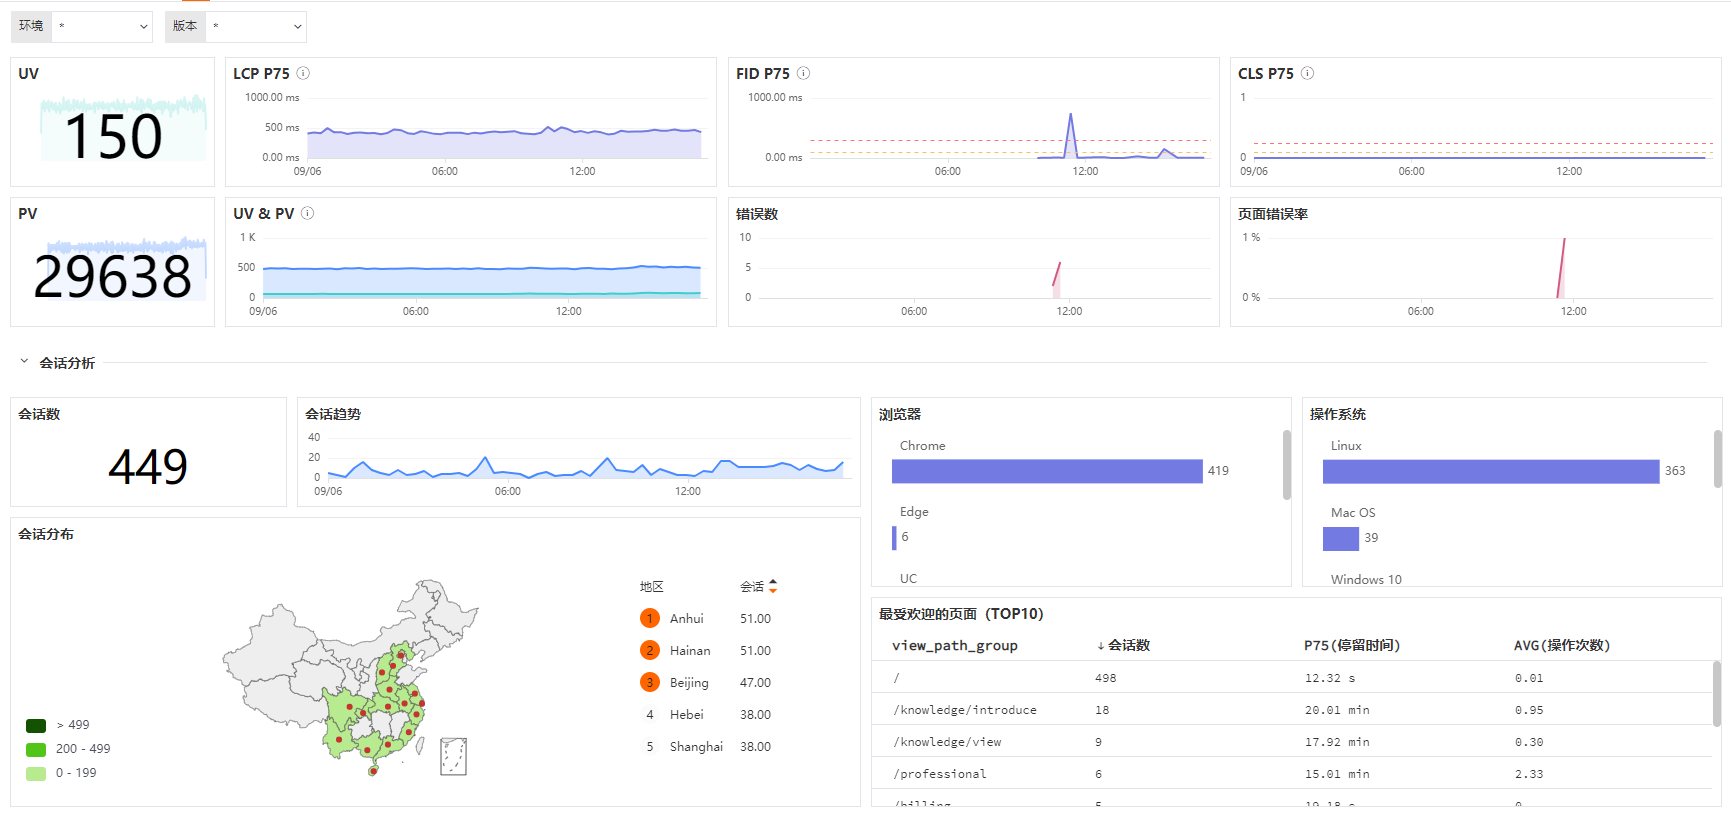 环境 *
版本 *
UV
150
LCP P75
1000.00 ms
500 ms
0.00 ms
09/06 06:00 12:00
FID P75
1000.00 ms
0.00 ms
06:00 12:00
CLS P75
1
0
09/06 06:00 12:00
PV
29638
UV & PV
1 K
500
0
09/06 06:00 12:00
错误数
10
5
0
06:00 12:00
页面错误率
1 %
0 %
06:00 12:00
会话分析
会话数
449
会话趋势
40
20
0
09/06 06:00 12:00
浏览器
Chrome
419
Edge
6
UC
操作系统
Linux
363
Mac OS
39
Windows 10
会话分布
> 499
200 - 499
0 - 199
地区 会话
1 Anhui 51.00
2 Hainan 51.00
3 Beijing 47.00
4 Hebei 38.00
5 Shanghai 38.00
最受欢迎的页面（TOP10）
view_path_group ↓会话数 P75(停留时间) AVG(操作次数)
/ 498 12.32 s 0.01
/knowledge/introduce 18 20.01 min 0.95
/knowledge/view 9 17.92 min 0.30
/professional 6 15.01 min 2.33